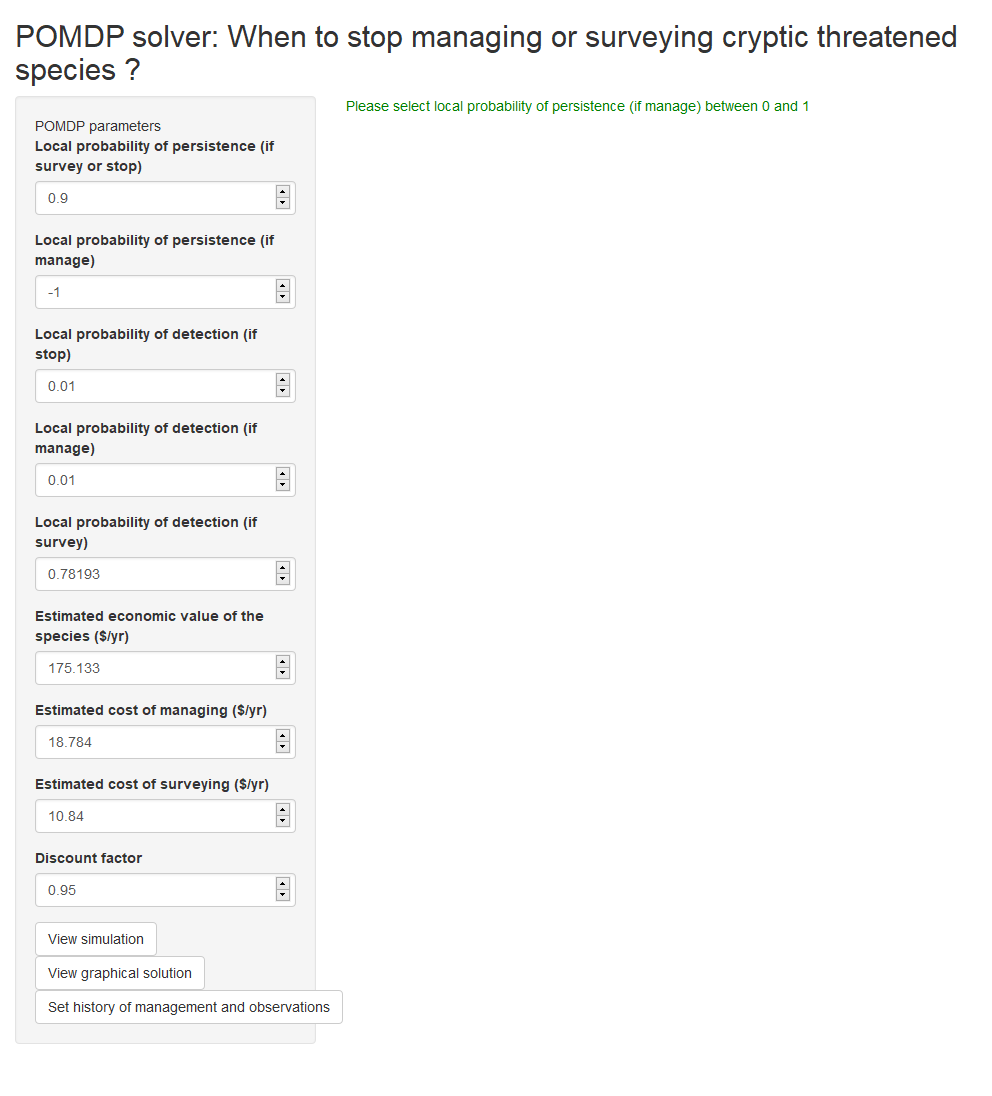 POMDP solver: When to stop managing or surveying cryptic threatened
species ?
Please select local probability of persistence (if manage) between 0 and 1
POMDP parameters
Local probability of persistence (if
survey or stop)
0.9
Local probability of persistence (if
manage)
-1
Local probability of detection (if
stop)
0.01
Local probability of detection (if
manage)
0.01
Local probability of detection (if
survey)
0.78193
Estimated economic value of the
species ($/yr)
175.133
Estimated cost of managing ($/yr)
18.784
Estimated cost of surveying ($/yr)
10.84
Discount factor
0.95
View simulation
View graphical solution
Set history of management and observations